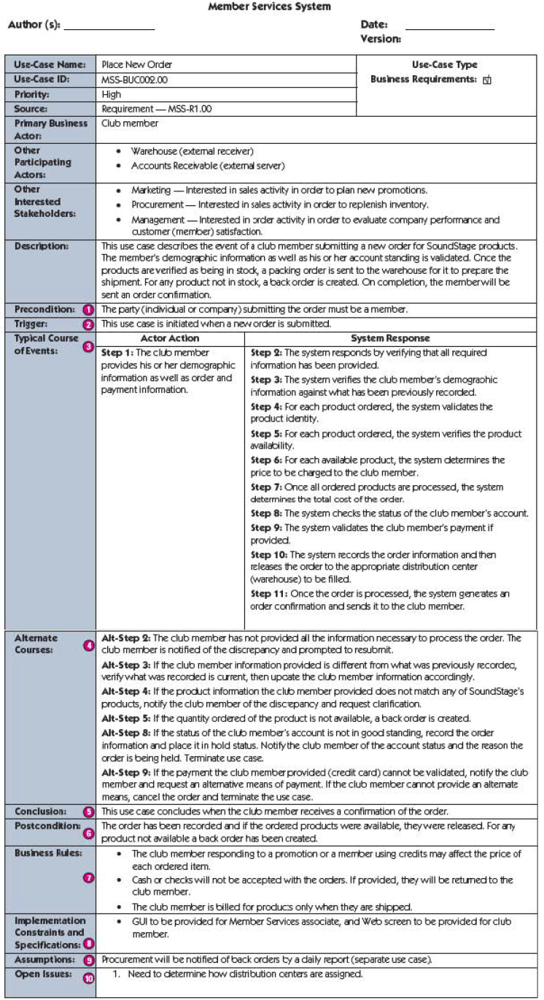 Member Services System
Author (s): ____________ Date: ____________
Version:
Use-Case Name: Place New Order Use-Case Type
Use-Case ID: MSS-BUC002.00 Business Requirements: ☑
Priority: High
Source: Requirement — MSS-R1.00
Primary Business Club member
Actor:
Other • Warehouse (external receiver)
Participating • Accounts Receivable (external server)
Actors:
Other • Marketing — Interested in sales activity in order to plan new promotions.
Interested • Procurement — Interested in sales activity in order to replenish inventory.
Stakeholders: • Management — Interested in order activity in order to evaluate company performance and
customer (member) satisfaction.
Description: This use case describes the event of a club member submitting a new order for SoundStage products.
The member's demographic information as well as his or her account standing is validated. Once the
products are verified as being in stock, a packing order is sent to the warehouse for it to prepare the
shipment. For any product not in stock, a back order is created. On completion, the member will be
sent an order confirmation.
Precondition: 1 The party (individual or company) submitting the order must be a member.
Trigger: 2 This use case is initiated when a new order is submitted.
Typical Course
of Events: 3
Actor Action
Step 1: The club member
provides his or her demographic
information as well as order and
payment information.
System Response
Step 2: The system responds by verifying that all required
information has been provided.
Step 3: The system verifies the club member's demographic
information against what has been previously recorded.
Step 4: For each product ordered, the system validates the
product identity.
Step 5: For each product ordered, the system verifies the product
availability.
Step 6: For each available product, the system determines the
price to be charged to the club member.
Step 7: Once all ordered products are processed, the system
determines the total cost of the order.
Step 8: The system checks the status of the club member's account.
Step 9: The system validates the club member's payment if
provided.
Step 10: The system records the order information and then
releases the order to the appropriate distribution center
(warehouse) to be filled.
Step 11: Once the order is processed, the system generates an
order confirmation and sends it to the club member.
Alternate
Courses: 4
Alt-Step 2: The club member has not provided all the information necessary to process the order. The
club member is notified of the discrepancy and prompted to resubmit.
Alt-Step 3: If the club member information provided is different from what was previously recorded,
verify what was recorded is current, then update the club member information accordingly.
Alt-Step 4: If the product information the club member provided does not match any of SoundStage's
products, notify the club member of the discrepancy and request clarification.
Alt-Step 5: If the quantity ordered of the product is not available, a back order is created.
Alt-Step 8: If the status of the club member's account is not in good standing, record the order
information and place it in hold status. Notify the club member of the account status and the reason the
order is being held. Terminate use case.
Alt-Step 9: If the payment the club member provided (credit card) cannot be validated, notify the club
member and request an alternative means of payment. If the club member cannot provide an alternate
means, cancel the order and terminate the use case.
Conclusion: 5 This use case concludes when the club member receives a confirmation of the order.
Postcondition: 6 The order has been recorded and if the ordered products were available, they were released. For any
product not available a back order has been created.
Business Rules: 7
• The club member responding to a promotion or a member using credits may affect the price of
each ordered item.
• Cash or checks will not be accepted with the orders. If provided, they will be returned to the
club member.
• The club member is billed for products only when they are shipped.
Implementation
Constraints and
Specifications: 8
• GUI to be provided for Member Services associate, and Web screen to be provided for club
member.
Assumptions: 9 Procurement will be notified of back orders by a daily report (separate use case).
Open Issues: 10 1. Need to determine how distribution centers are assigned.